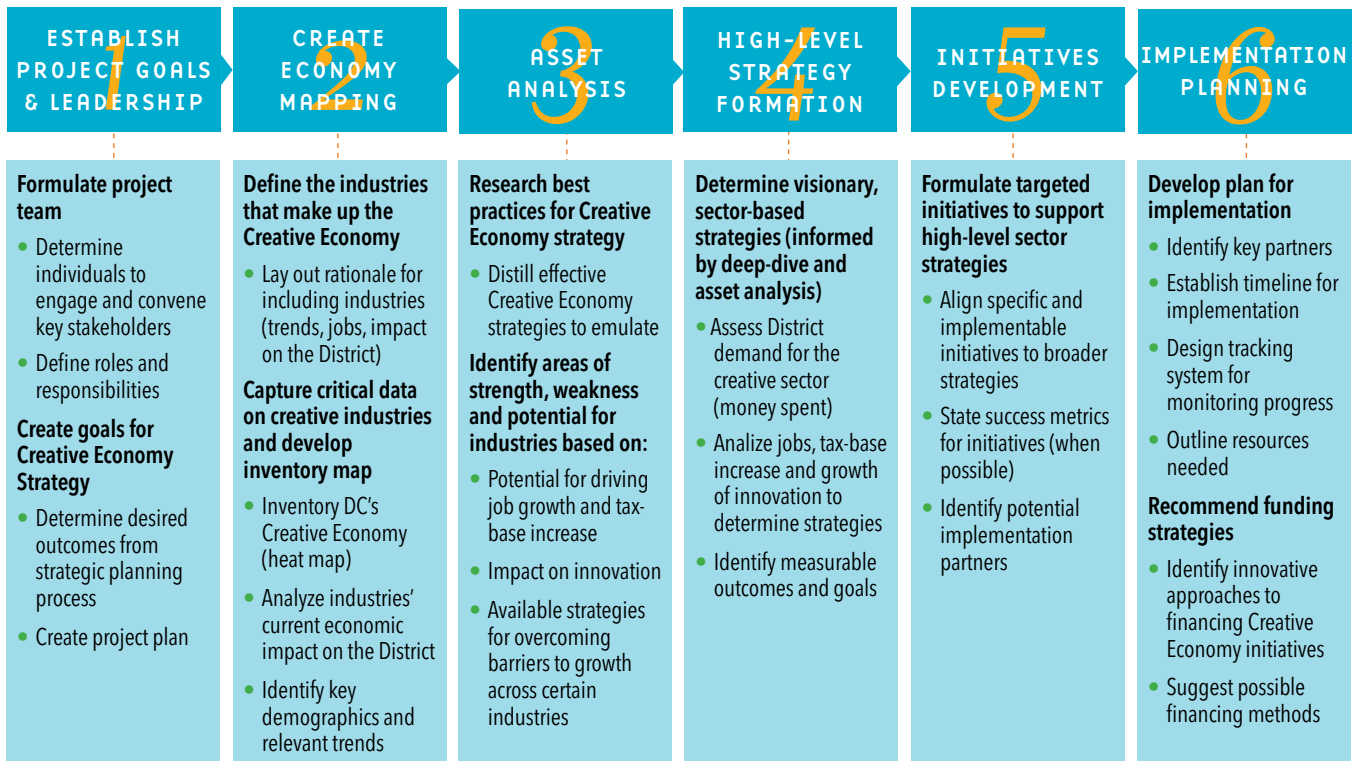 1
ESTABLISH
PROJECT GOALS
& LEADERSHIP
Formulate project
team
• Determine
individuals to
engage and convene
key stakeholders
• Define roles and
responsibilities
Create goals for
Creative Economy
Strategy
• Determine desired
outcomes from
strategic planning
process
• Create project plan
2
CREATE
ECONOMY
MAPPING
Define the industries
that make up the
Creative Economy
• Lay out rationale for
including industries
(trends, jobs, impact
on the District)
Capture critical data
on creative industries
and develop
inventory map
• Inventory DC’s
Creative Economy
(heat map)
• Analyze industries’
current economic
impact on the District
• Identify key
demographics and
relevant trends
3
ASSET
ANALYSIS
Research best
practices for Creative
Economy strategy
• Distill effective
Creative Economy
strategies to emulate
Identify areas of
strength, weakness
and potential for
industries based on:
• Potential for driving
job growth and tax-
base increase
• Impact on innovation
• Available strategies
for overcoming
barriers to growth
across certain
industries
4
HIGH-LEVEL
STRATEGY
FORMATION
Determine visionary,
sector-based
strategies (informed
by deep-dive and
asset analysis)
• Assess District
demand for the
creative sector
(money spent)
• Analize jobs, tax-base
increase and growth
of innovation to
determine strategies
• Identify measurable
outcomes and goals
5
INITIATIVES
DEVELOPMENT
Formulate targeted
initiatives to support
high-level sector
strategies
• Align specific and
implementable
initiatives to broader
strategies
• State success metrics
for initiatives (when
possible)
• Identify potential
implementation
partners
6
IMPLEMENTATION
PLANNING
Develop plan for
implementation
• Identify key partners
• Establish timeline for
implementation
• Design tracking
system for
monitoring progress
• Outline resources
needed
Recommend funding
strategies
• Identify innovative
approaches to
financing Creative
Economy initiatives
• Suggest possible
financing methods